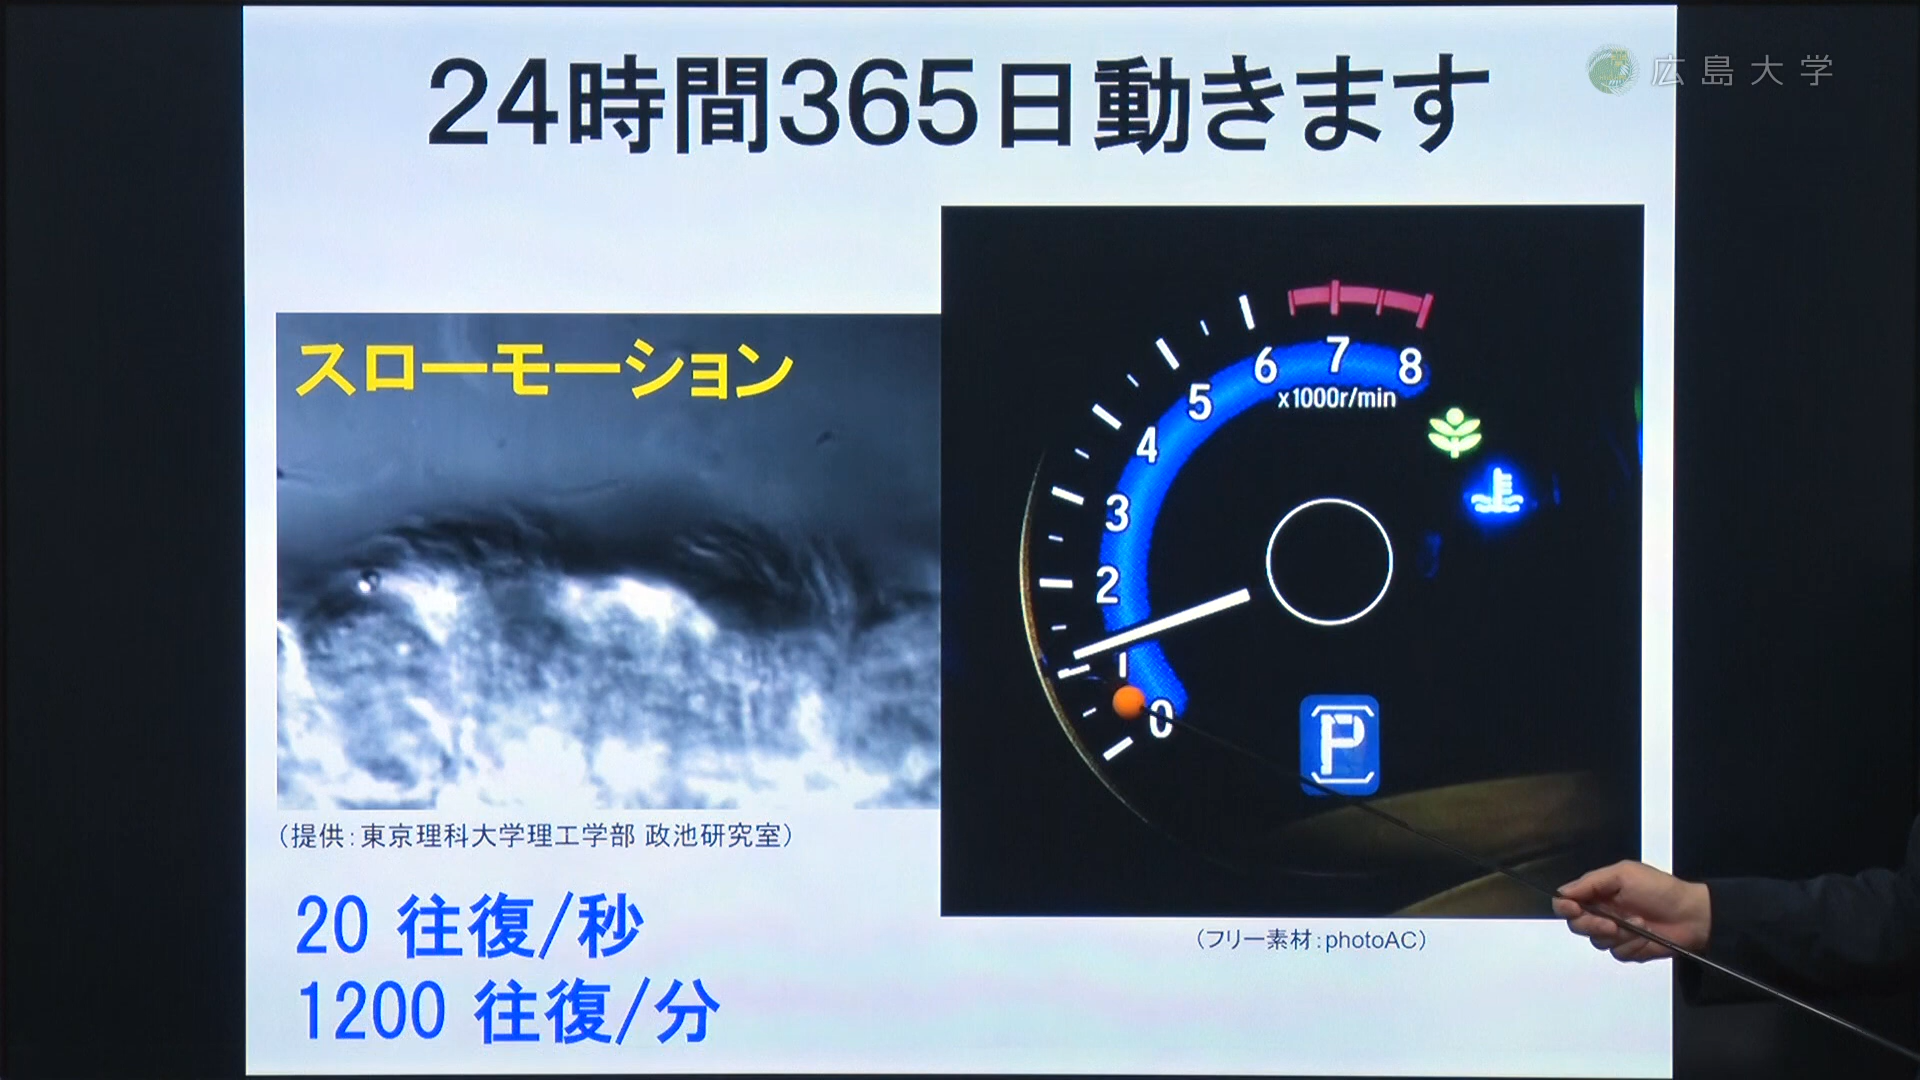 24時間365日動きます
広島大学
スローモーション
6 7 8
x1000r/min
5
4
3
2
1
0
P
(提供:東京理科大学理工学部 政池研究室)
(フリー素材:photoAC)
20 往復/秒
1200 往復/分